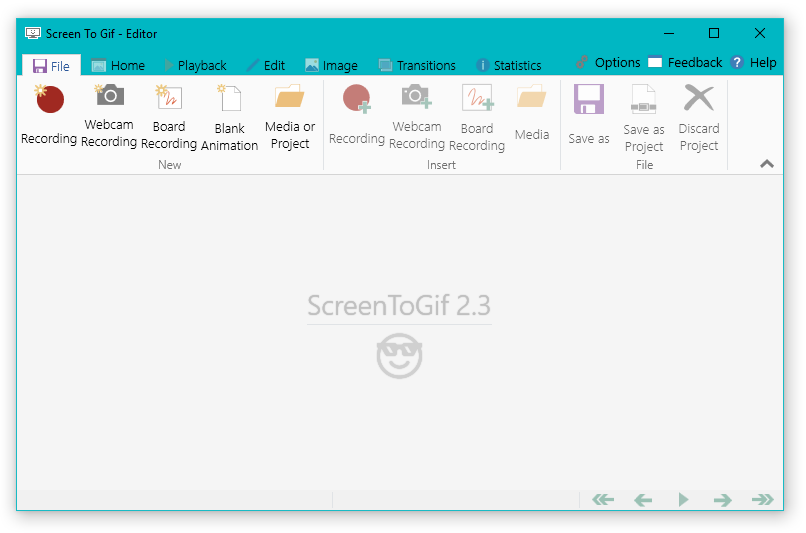 Screen To Gif - Editor
File Home Playback Edit Image Transitions Statistics Options Feedback Help
Recording Webcam Recording Board Recording Blank Animation Media or Project
New
Recording Webcam Recording Board Recording Media
Insert
Save as Save as Project Discard Project
File
ScreenToGif 2.3